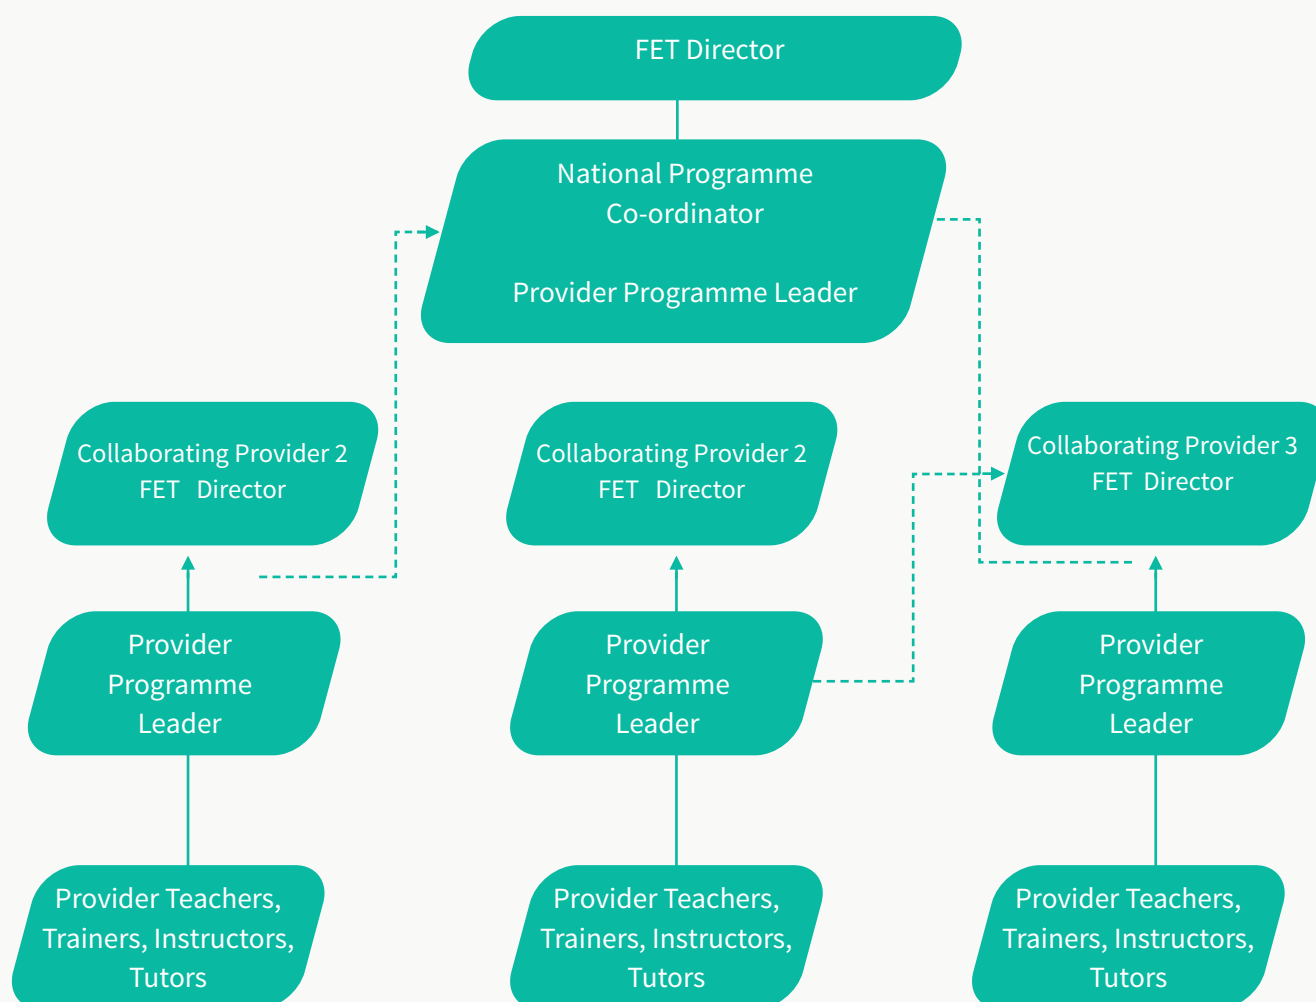 FET Director
National Programme
Co-ordinator
Provider Programme Leader
Collaborating Provider 2
FET Director
Collaborating Provider 2
FET Director
Collaborating Provider 3
FET Director
Provider
Programme
Leader
Provider
Programme
Leader
Provider
Programme
Leader
Provider Teachers,
Trainers, Instructors,
Tutors
Provider Teachers,
Trainers, Instructors,
Tutors
Provider Teachers,
Trainers, Instructors,
Tutors